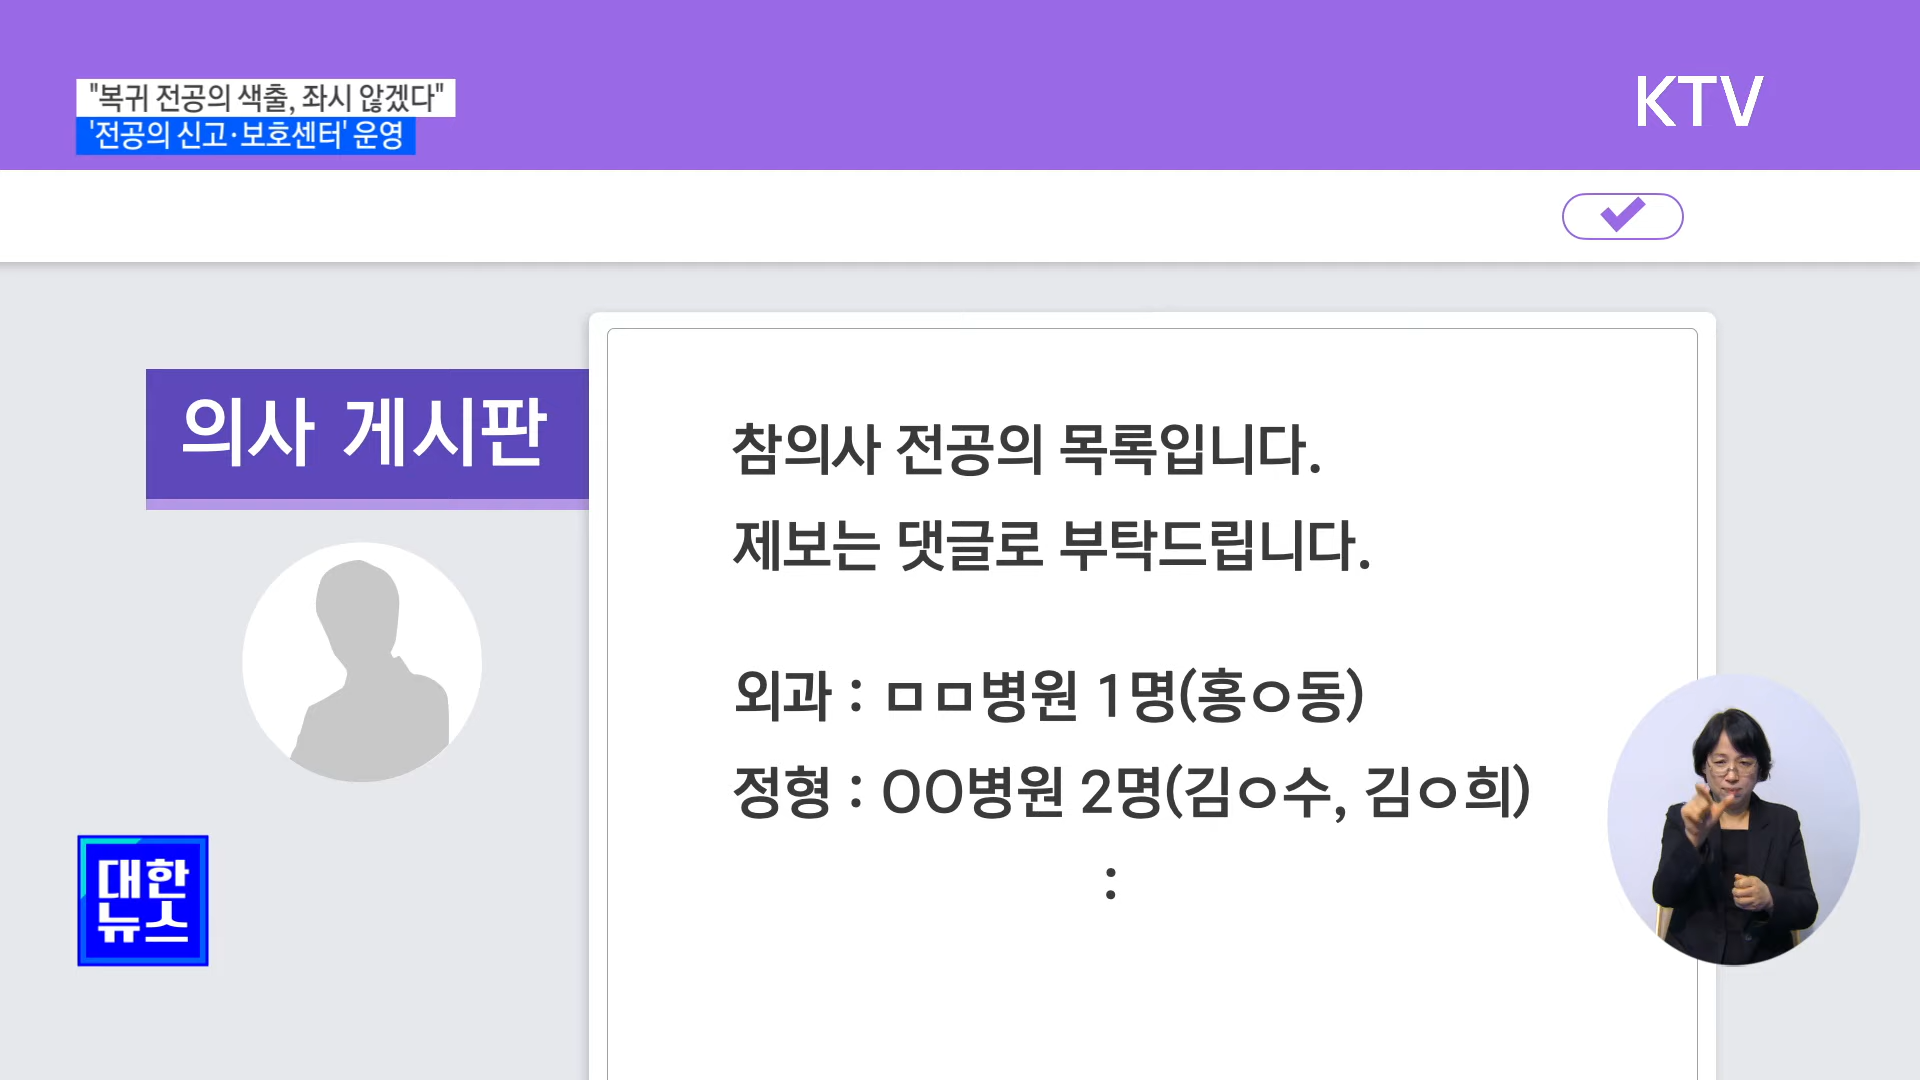 "복귀 전공의 색출, 좌시 않겠다"
'전공의 신고·보호센터' 운영
KTV
의사 게시판
참의사 전공의 목록입니다.
제보는 댓글로 부탁드립니다.
외과 : ㅁㅁ병원 1명(홍ㅇ동)
정형 : OO병원 2명(김ㅇ수, 김ㅇ희)
:
대한
뉴스